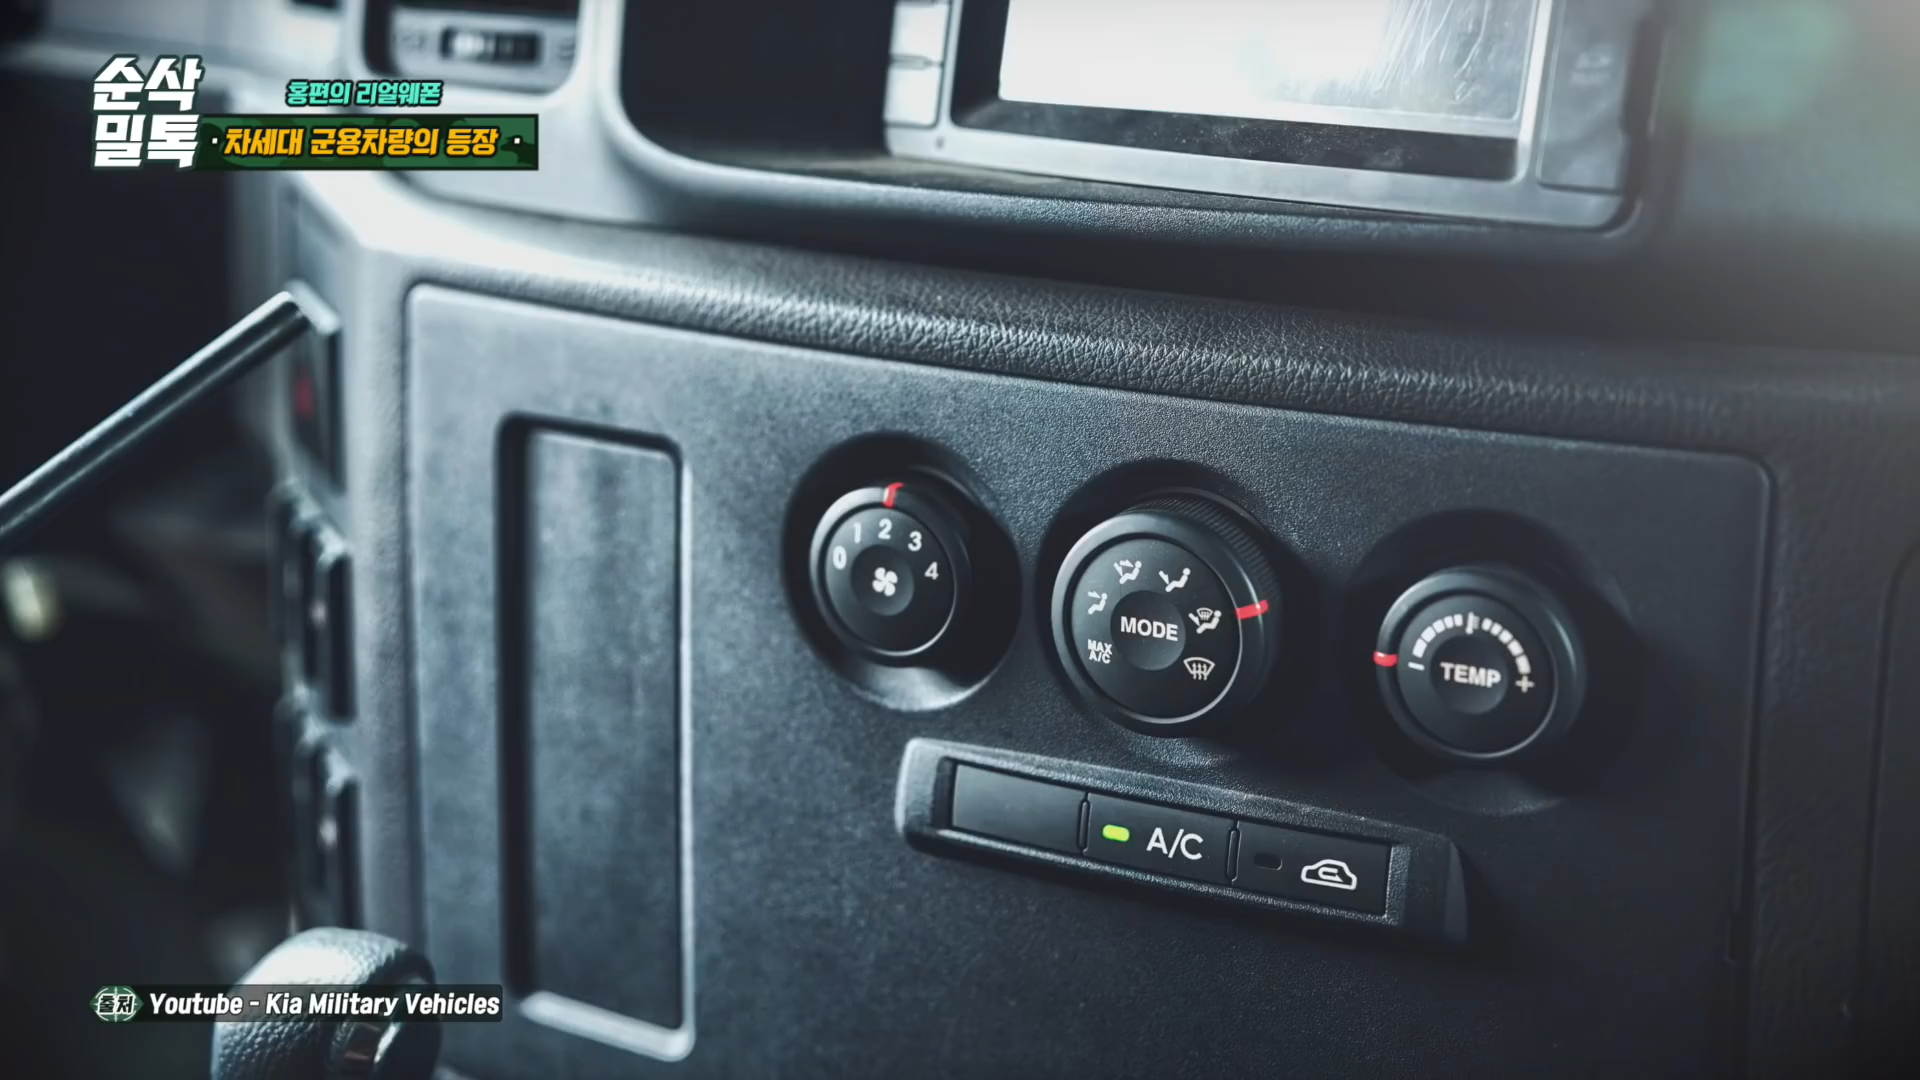 순삭
밀톡
홍편의 리얼웨폰
· 차세대 군용차량의 등장 ·
0 1 2 3 4
MODE
MAX
A/C
TEMP
- +
A/C
출처 Youtube - Kia Military Vehicles